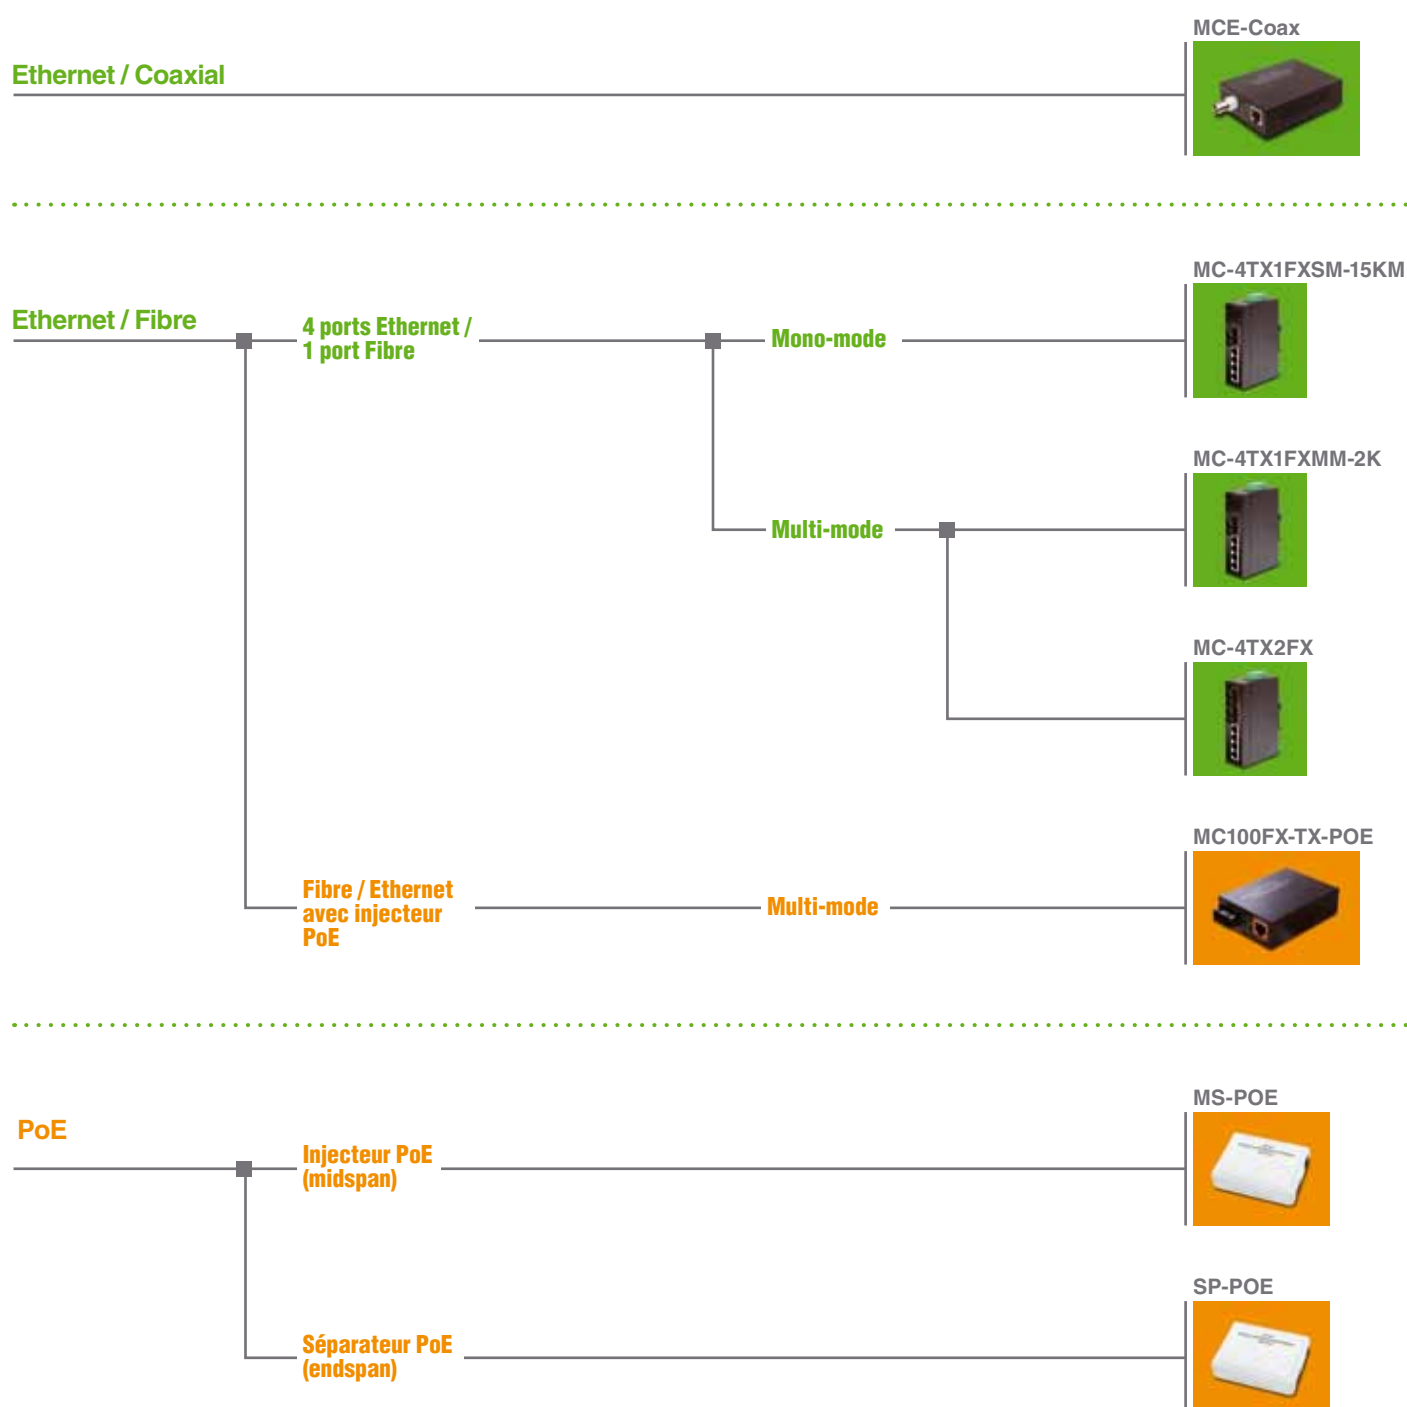 MCE-Coax
Ethernet / Coaxial
MC-4TX1FXSM-15KM
Ethernet / Fibre
4 ports Ethernet /
1 port Fibre
Mono-mode
MC-4TX1FXMM-2K
Multi-mode
MC-4TX2FX
MC100FX-TX-POE
Fibre / Ethernet
avec injecteur
PoE
Multi-mode
MS-POE
PoE
Injecteur PoE
(midspan)
SP-POE
Séparateur PoE
(endspan)